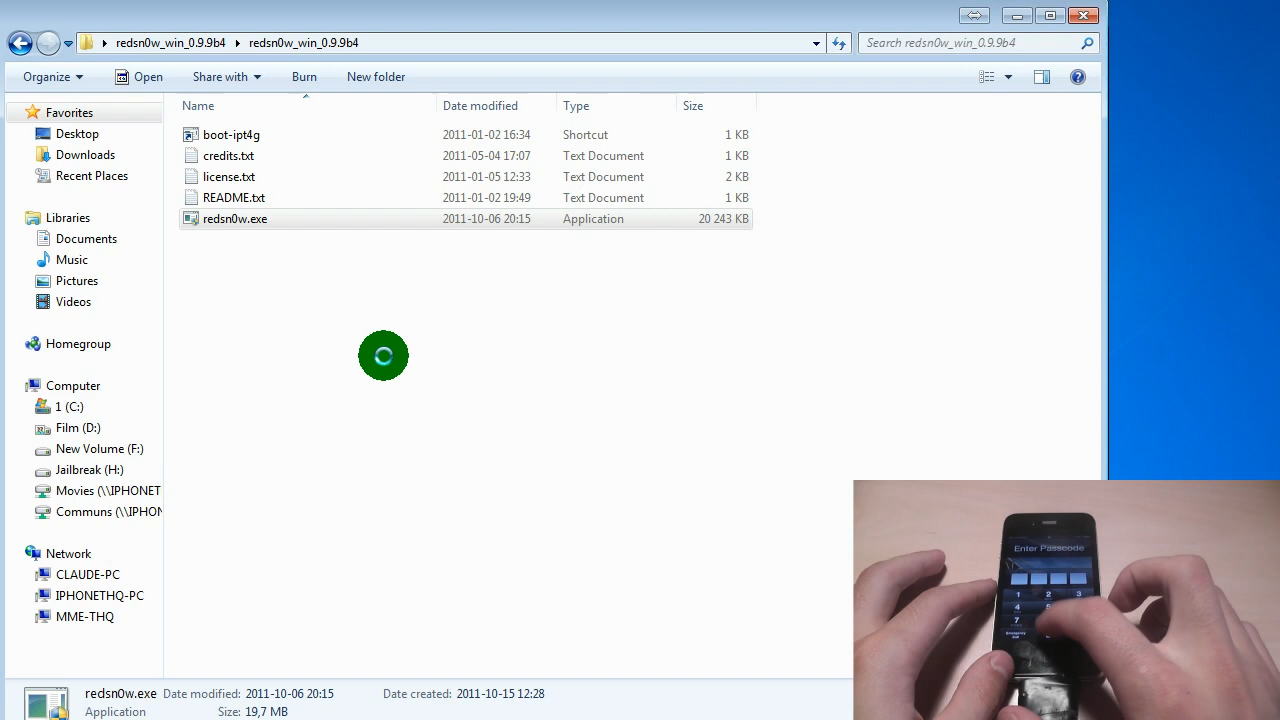 redsn0w_win_0.9.9b4 redsn0w_win_0.9.9b4 Search redsn0w_win_0.9.9b4
Organize Open Share with Burn New folder
Name Date modified Type Size
Favorites
Desktop
Downloads
Recent Places
Libraries
Documents
Music
Pictures
Videos
Homegroup
Computer
1 (C:)
Film (D:)
New Volume (F:)
Jailbreak (H:)
Movies (\\IPHONET
Communs (\\IPHON
Network
CLAUDE-PC
IPHONETHQ-PC
MME-THQ
boot-ipt4g 2011-01-02 16:34 Shortcut 1 KB
credits.txt 2011-05-04 17:07 Text Document 1 KB
license.txt 2011-01-05 12:33 Text Document 2 KB
README.txt 2011-01-02 19:49 Text Document 1 KB
redsn0w.exe 2011-10-06 20:15 Application 20 243 KB
Enter Passcode
1 2 3
4 5
7
Emergency
Call
redsn0w.exe Date modified: 2011-10-06 20:15 Date created: 2011-10-15 12:28
Application Size: 19,7 MB